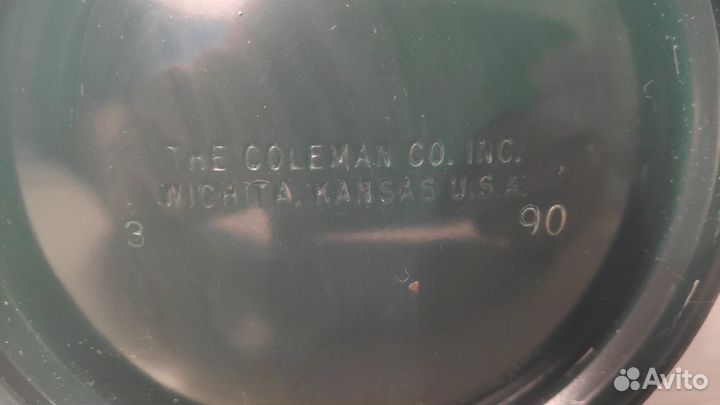 THE COLEMAN CO. INC.
WICHITA, KANSAS U.S.A.
3 90
Avito